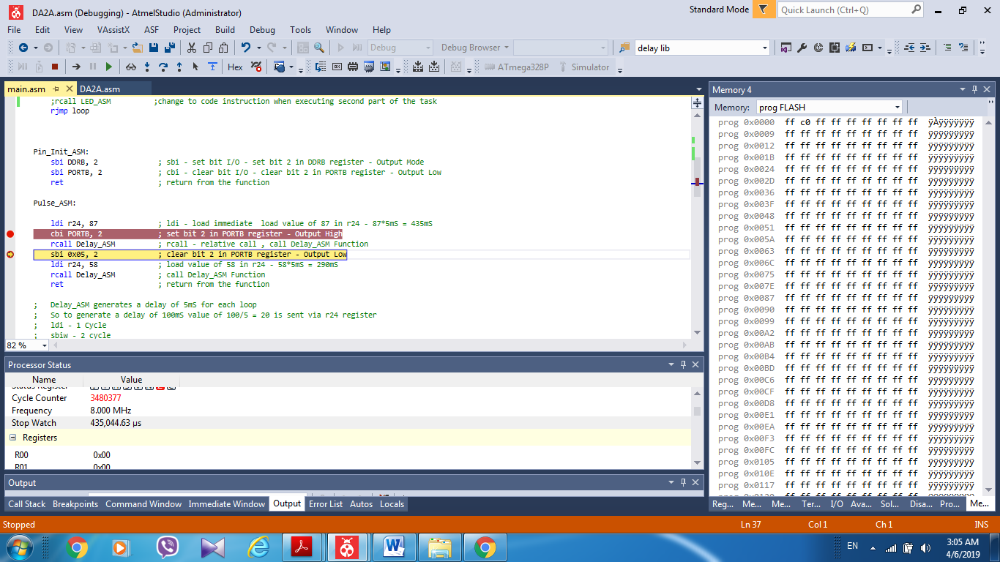 DA2A.asm (Debugging) - AtmelStudio (Administrator)
Standard Mode
Quick Launch (Ctrl+Q)
File Edit View VAssistX ASF Project Build Debug Tools Window Help
Debug Debug Browser delay lib
Hex ATmega328P Simulator
main.asm DA2A.asm
;rcall LED_ASM ;change to code instruction when executing second part of the task
rjmp loop
Pin_Init_ASM:
sbi DDRB, 2 ; sbi - set bit I/O - set bit 2 in DDRB register - Output Mode
sbi PORTB, 2 ; cbi - clear bit I/O - clear bit 2 in PORTB register - Output Low
ret ; return from the function
Pulse_ASM:
ldi r24, 87 ; ldi - load immediate load value of 87 in r24 - 87*5mS = 435mS
cbi PORTB, 2 ; set bit 2 in PORTB register - Output High
rcall Delay_ASM ; rcall - relative call , call Delay_ASM Function
sbi 0x05, 2 ; clear bit 2 in PORTB register - Output Low
ldi r24, 58 ; load value of 58 in r24 - 58*5mS = 290mS
rcall Delay_ASM ; call Delay_ASM Function
ret ; return from the function
; Delay_ASM generates a delay of 5mS for each loop
; So to generate a delay of 100mS value of 100/5 = 20 is sent via r24 register
; ldi - 1 Cycle
; sbiw - 2 cycle
82 %
Processor Status
Name Value
Status Register
Cycle Counter 3480377
Frequency 8.000 MHz
Stop Watch 435,044.63 µs
Registers
R00 0x00
R01 0x00
Output
Call Stack Breakpoints Command Window Immediate Window Output Error List Autos Locals
Memory 4
Memory: prog FLASH
prog 0x0000 ff c0 ff ff ff ff ff ff ff ÿÀÿÿÿÿÿÿÿ
prog 0x0009 ff ff ff ff ff ff ff ff ff ÿÿÿÿÿÿÿÿÿ
prog 0x0012 ff ff ff ff ff ff ff ff ff ÿÿÿÿÿÿÿÿÿ
prog 0x001B ff ff ff ff ff ff ff ff ff ÿÿÿÿÿÿÿÿÿ
prog 0x0024 ff ff ff ff ff ff ff ff ff ÿÿÿÿÿÿÿÿÿ
prog 0x002D ff ff ff ff ff ff ff ff ff ÿÿÿÿÿÿÿÿÿ
prog 0x0036 ff ff ff ff ff ff ff ff ff ÿÿÿÿÿÿÿÿÿ
prog 0x003F ff ff ff ff ff ff ff ff ff ÿÿÿÿÿÿÿÿÿ
prog 0x0048 ff ff ff ff ff ff ff ff ff ÿÿÿÿÿÿÿÿÿ
prog 0x0051 ff ff ff ff ff ff ff ff ff ÿÿÿÿÿÿÿÿÿ
prog 0x005A ff ff ff ff ff ff ff ff ff ÿÿÿÿÿÿÿÿÿ
prog 0x0063 ff ff ff ff ff ff ff ff ff ÿÿÿÿÿÿÿÿÿ
prog 0x006C ff ff ff ff ff ff ff ff ff ÿÿÿÿÿÿÿÿÿ
prog 0x0075 ff ff ff ff ff ff ff ff ff ÿÿÿÿÿÿÿÿÿ
prog 0x007E ff ff ff ff ff ff ff ff ff ÿÿÿÿÿÿÿÿÿ
prog 0x0087 ff ff ff ff ff ff ff ff ff ÿÿÿÿÿÿÿÿÿ
prog 0x0090 ff ff ff ff ff ff ff ff ff ÿÿÿÿÿÿÿÿÿ
prog 0x0099 ff ff ff ff ff ff ff ff ff ÿÿÿÿÿÿÿÿÿ
prog 0x00A2 ff ff ff ff ff ff ff ff ff ÿÿÿÿÿÿÿÿÿ
prog 0x00AB ff ff ff ff ff ff ff ff ff ÿÿÿÿÿÿÿÿÿ
prog 0x00B4 ff ff ff ff ff ff ff ff ff ÿÿÿÿÿÿÿÿÿ
prog 0x00BD ff ff ff ff ff ff ff ff ff ÿÿÿÿÿÿÿÿÿ
prog 0x00C6 ff ff ff ff ff ff ff ff ff ÿÿÿÿÿÿÿÿÿ
prog 0x00CF ff ff ff ff ff ff ff ff ff ÿÿÿÿÿÿÿÿÿ
prog 0x00D8 ff ff ff ff ff ff ff ff ff ÿÿÿÿÿÿÿÿÿ
prog 0x00E1 ff ff ff ff ff ff ff ff ff ÿÿÿÿÿÿÿÿÿ
prog 0x00EA ff ff ff ff ff ff ff ff ff ÿÿÿÿÿÿÿÿÿ
prog 0x00F3 ff ff ff ff ff ff ff ff ff ÿÿÿÿÿÿÿÿÿ
prog 0x00FC ff ff ff ff ff ff ff ff ff ÿÿÿÿÿÿÿÿÿ
prog 0x0105 ff ff ff ff ff ff ff ff ff ÿÿÿÿÿÿÿÿÿ
prog 0x010E ff ff ff ff ff ff ff ff ff ÿÿÿÿÿÿÿÿÿ
prog 0x0117 ff ff ff ff ff ff ff ff ff ÿÿÿÿÿÿÿÿÿ
Reg... Me... Me... Ter... I/O Ava... Sol... Disa... Pro... Me...
Stopped Ln 37 Col 1 Ch 1 INS
EN 3:05 AM
4/6/2019